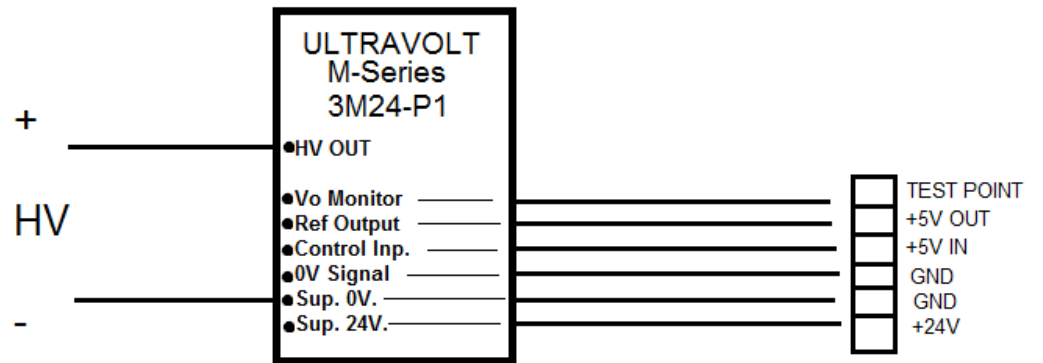 ULTRAVOLT
M-Series
3M24-P1
+
HV OUT
HV
Vo Monitor
Ref Output
Control Inp.
0V Signal
Sup. 0V.
Sup. 24V.
-
TEST POINT
+5V OUT
+5V IN
GND
GND
+24V